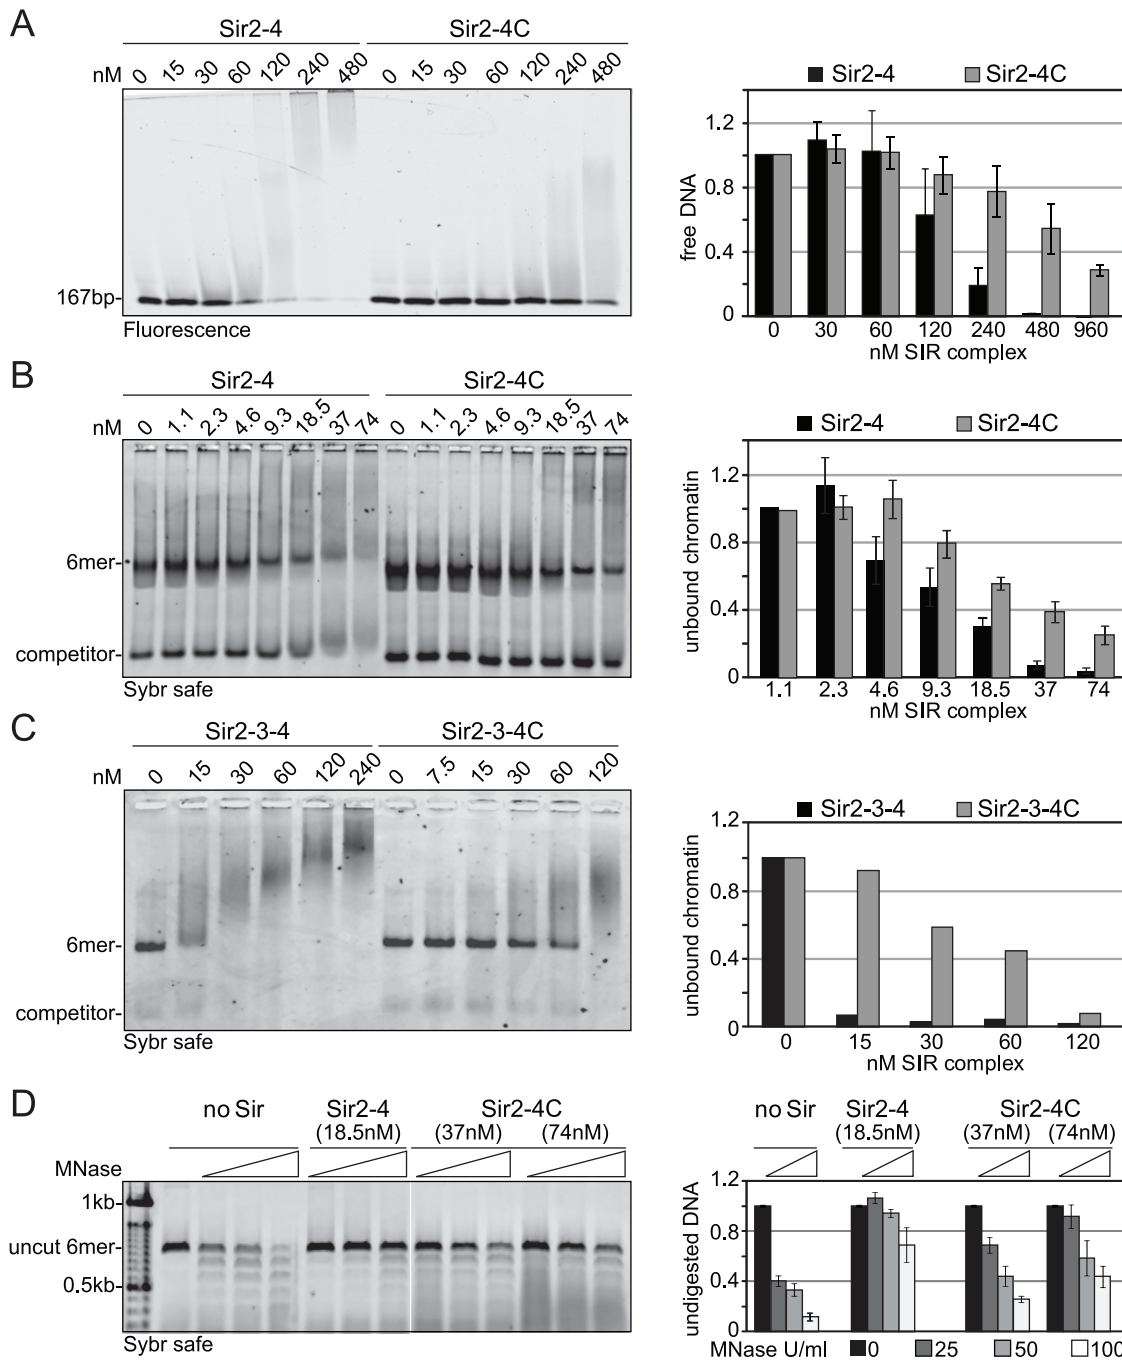 A
Sir2-4 Sir2-4C
nM 0 15 30 60 120 240 480 0 15 30 60 120 240 480
167bp-
Fluorescence
Sir2-4 Sir2-4C
free DNA
1.2
0.8
0.4
0
0 30 60 120 240 480 960
nM SIR complex
B
Sir2-4 Sir2-4C
nM 0 1.1 2.3 4.6 9.3 18.5 37 74 0 1.1 2.3 4.6 9.3 18.5 37 74
6mer-
competitor-
Sybr safe
Sir2-4 Sir2-4C
unbound chromatin
1.2
0.8
0.4
0
1.1 2.3 4.6 9.3 18.5 37 74
nM SIR complex
C
Sir2-3-4 Sir2-3-4C
nM 0 15 30 60 120 240 0 7.5 15 30 60 120
6mer-
competitor-
Sybr safe
Sir2-3-4 Sir2-3-4C
unbound chromatin
1.2
0.8
0.4
0
0 15 30 60 120
nM SIR complex
D
no Sir Sir2-4 Sir2-4C
(18.5nM) (37nM) (74nM)
MNase
1kb-
uncut 6mer-
0.5kb-
Sybr safe
no Sir Sir2-4 Sir2-4C
(18.5nM) (37nM) (74nM)
undigested DNA
1.2
0.8
0.4
0
MNase U/ml 0 25 50 100